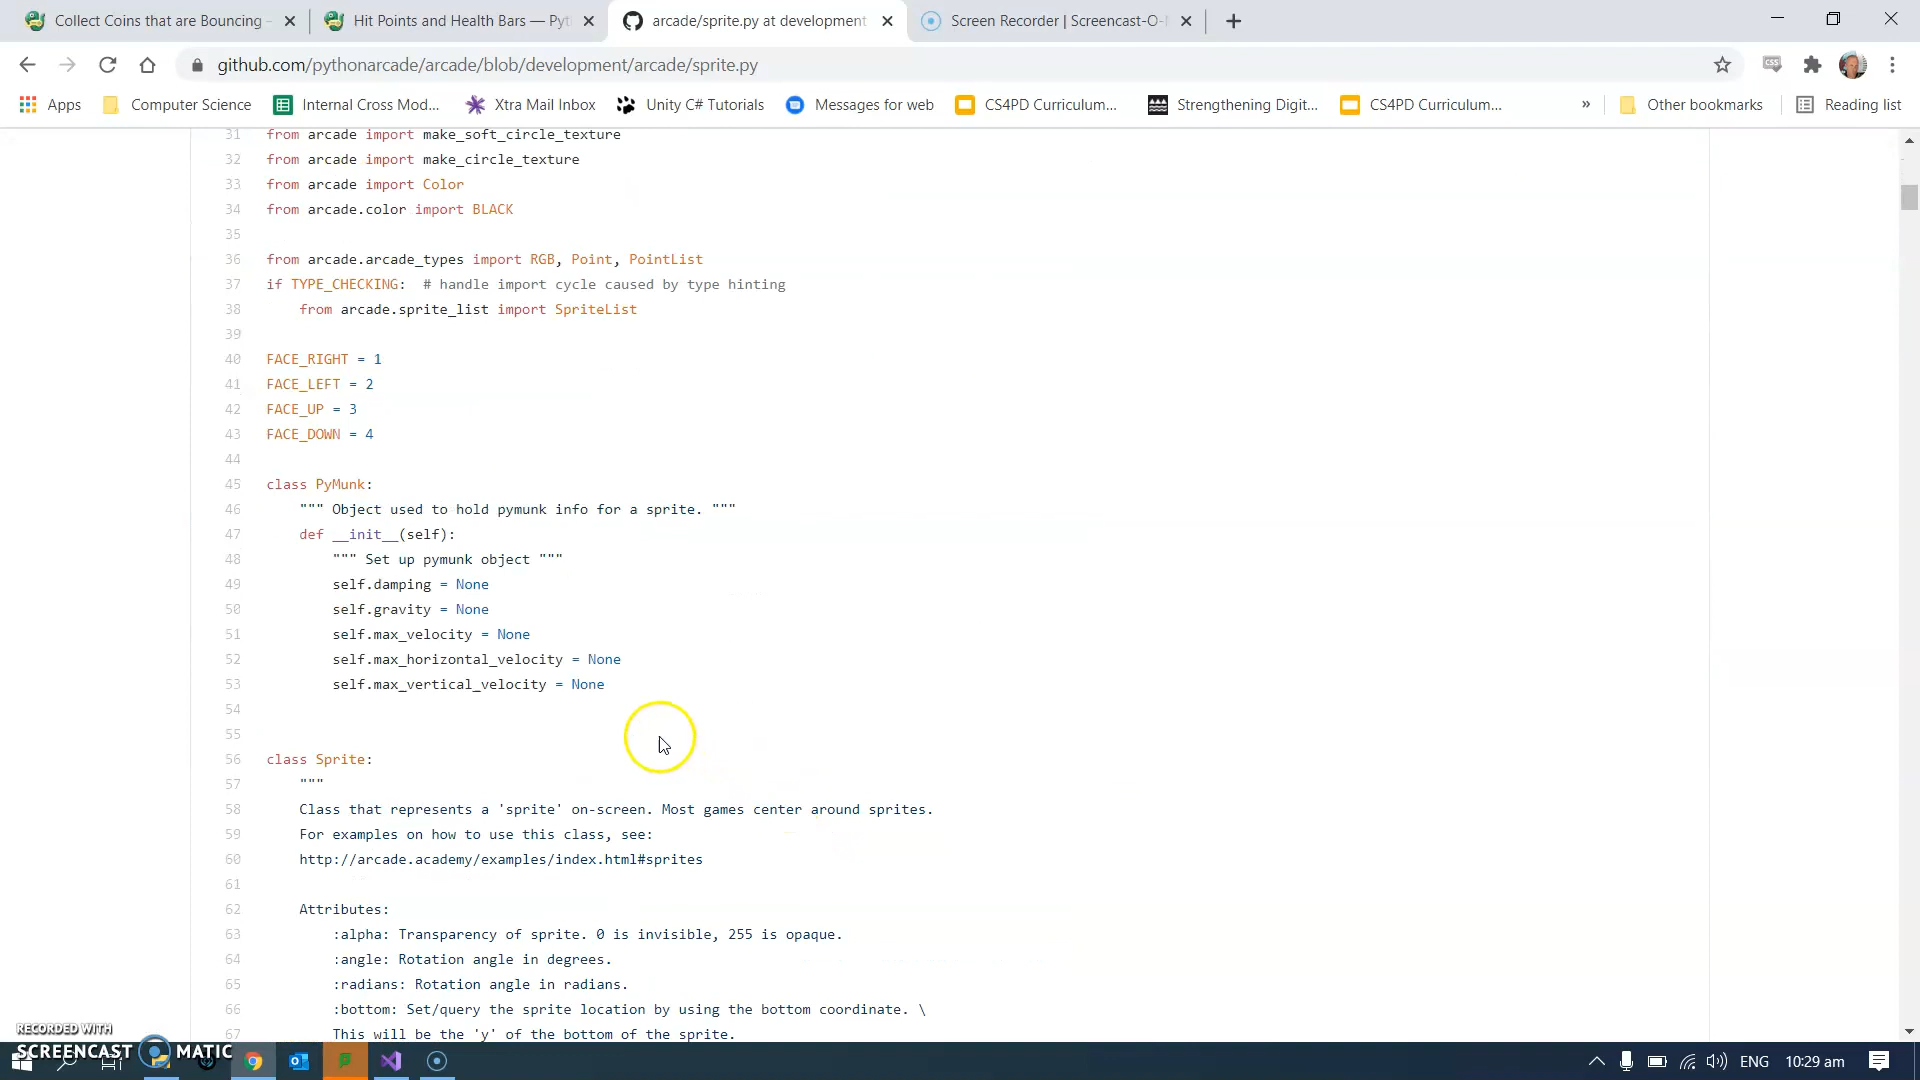 Collect Coins that are Bouncing -
Hit Points and Health Bars — Pyt
arcade/sprite.py at development
Screen Recorder | Screencast-O-
github.com/pythonarcade/arcade/blob/development/arcade/sprite.py
CSS
Apps
Computer Science
Internal Cross Mod...
Xtra Mail Inbox
Unity C# Tutorials
Messages for web
CS4PD Curriculum...
Strengthening Digit...
CS4PD Curriculum...
»
Other bookmarks
Reading list
31 from arcade import make_soft_circle_texture
32 from arcade import make_circle_texture
33 from arcade import Color
34 from arcade.color import BLACK
35
36 from arcade.arcade_types import RGB, Point, PointList
37 if TYPE_CHECKING:  # handle import cycle caused by type hinting
38     from arcade.sprite_list import SpriteList
39
40 FACE_RIGHT = 1
41 FACE_LEFT = 2
42 FACE_UP = 3
43 FACE_DOWN = 4
44
45 class PyMunk:
46     """ Object used to hold pymunk info for a sprite. """
47     def __init__(self):
48         """ Set up pymunk object """
49         self.damping = None
50         self.gravity = None
51         self.max_velocity = None
52         self.max_horizontal_velocity = None
53         self.max_vertical_velocity = None
54
55
56 class Sprite:
57     """
58     Class that represents a 'sprite' on-screen. Most games center around sprites.
59     For examples on how to use this class, see:
60     http://arcade.academy/examples/index.html#sprites
61
62     Attributes:
63         :alpha: Transparency of sprite. 0 is invisible, 255 is opaque.
64         :angle: Rotation angle in degrees.
65         :radians: Rotation angle in radians.
66         :bottom: Set/query the sprite location by using the bottom coordinate. \
67         This will be the 'y' of the bottom of the sprite.
RECORDED WITH
SCREENCAST MATIC
ENG
10:29 am